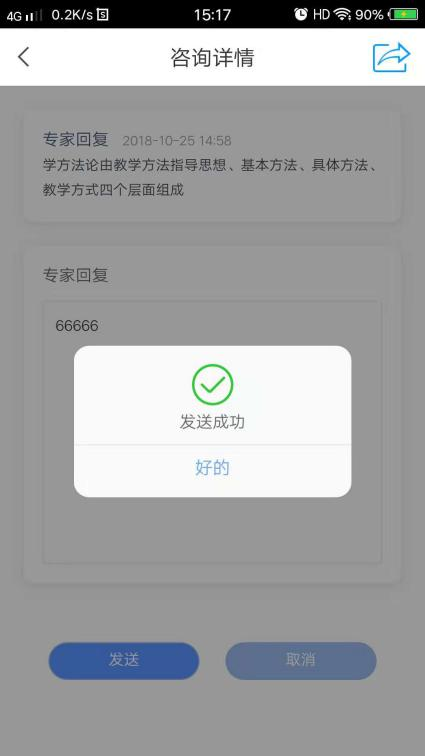 4G 0.2K/s 15:17 HD 90%
咨询详情
专家回复 2018-10-25 14:58
学方法论由教学方法指导思想、基本方法、具体方法、
教学方式四个层面组成
专家回复
66666
发送成功
好的
发送 取消